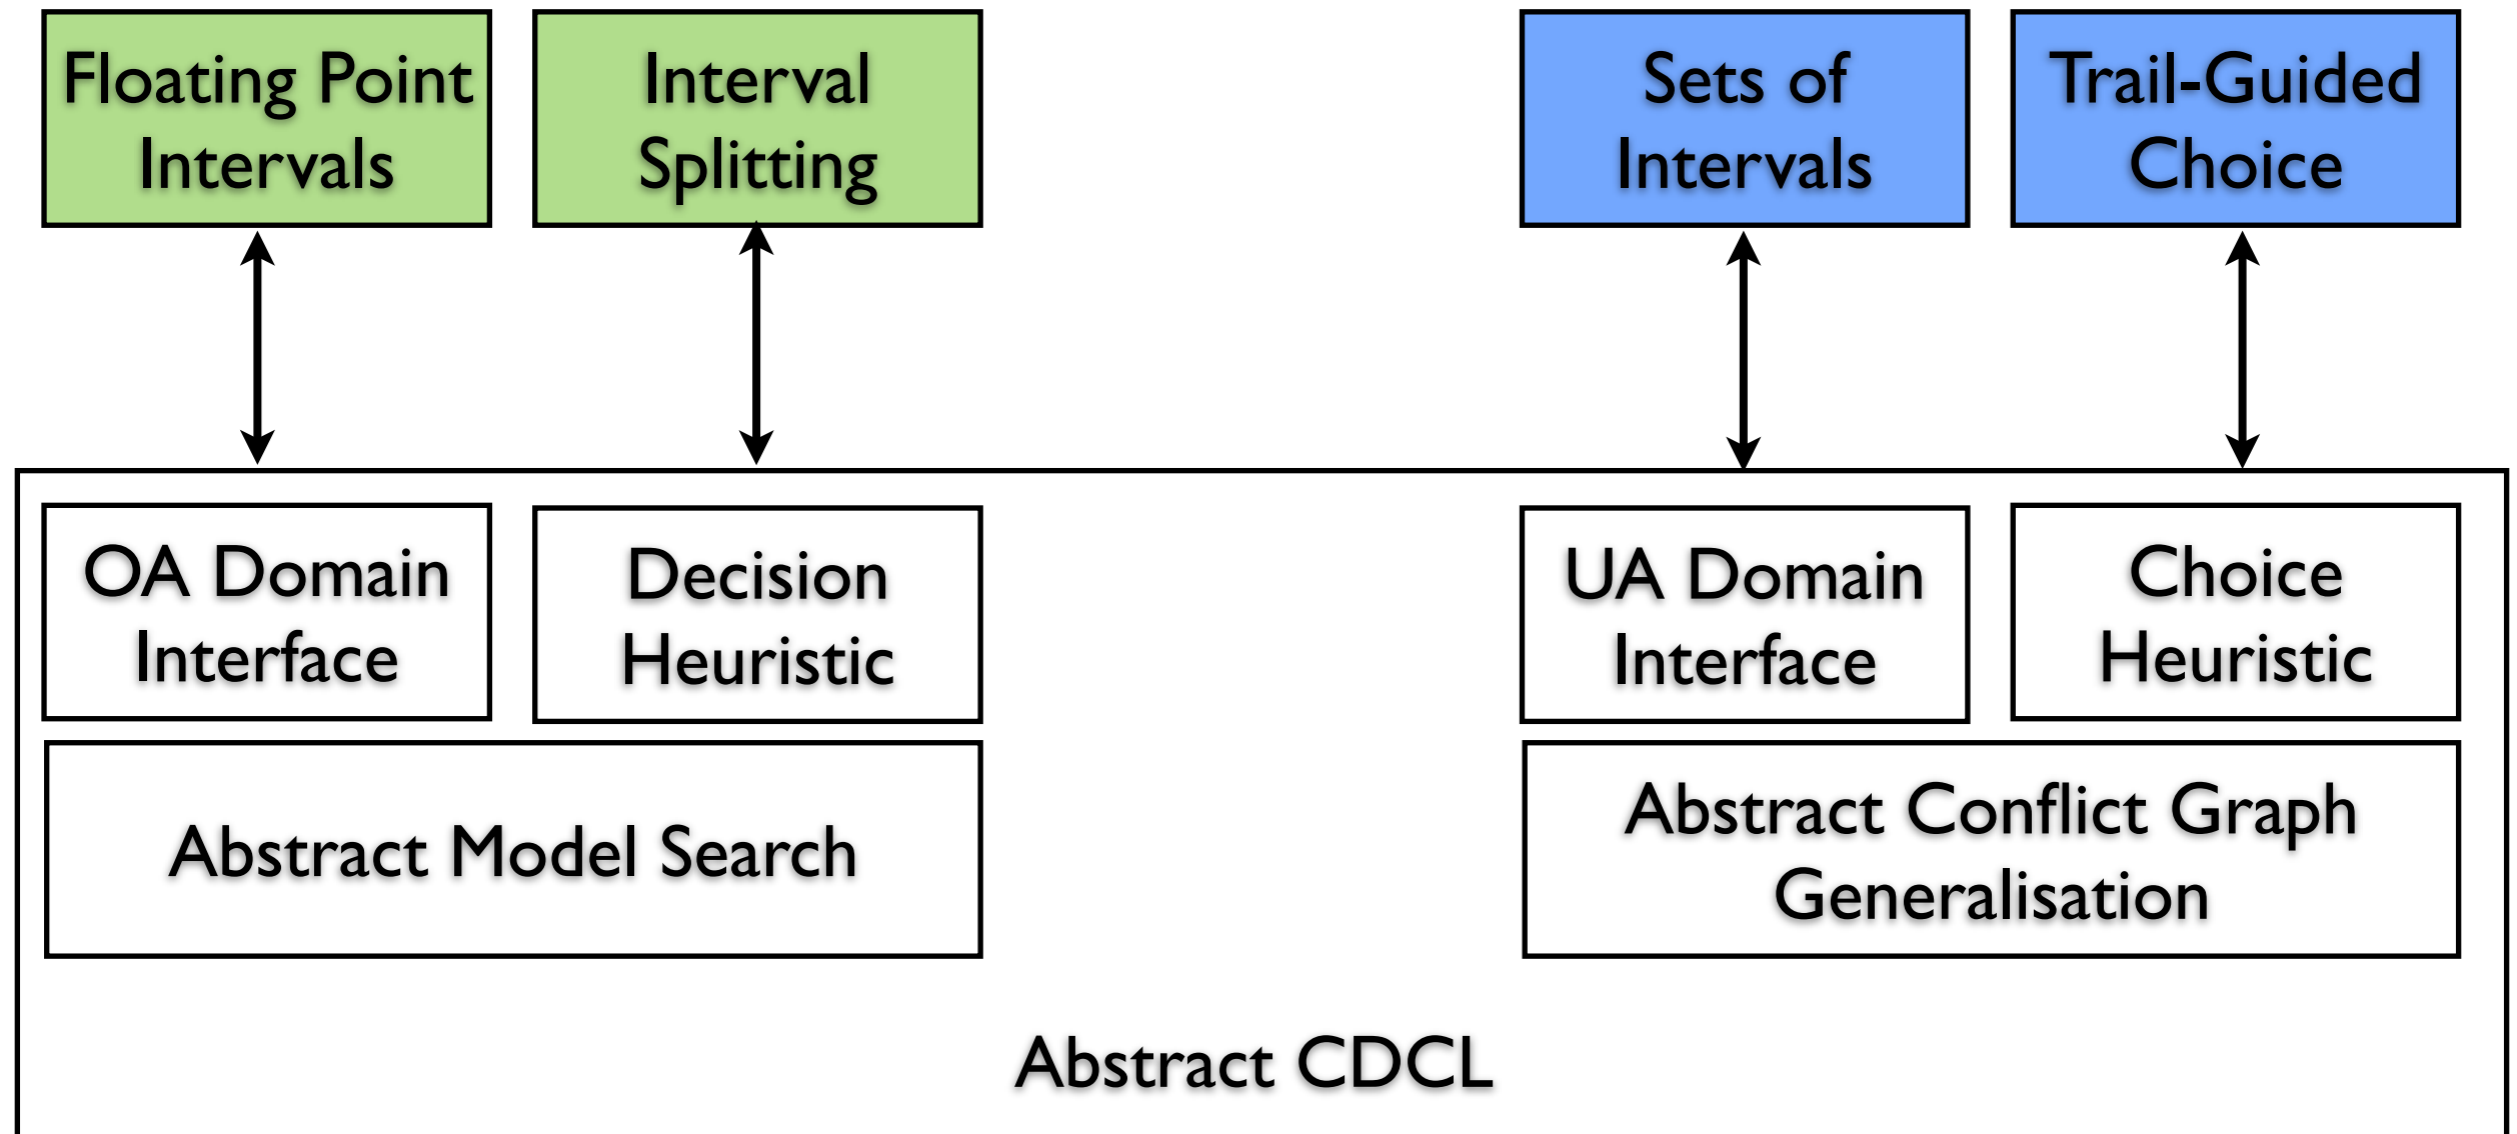 Floating Point
Intervals
Interval
Splitting
Sets of
Intervals
Trail-Guided
Choice
OA Domain
Interface
Decision
Heuristic
UA Domain
Interface
Choice
Heuristic
Abstract Model Search
Abstract Conflict Graph
Generalisation
Abstract CDCL